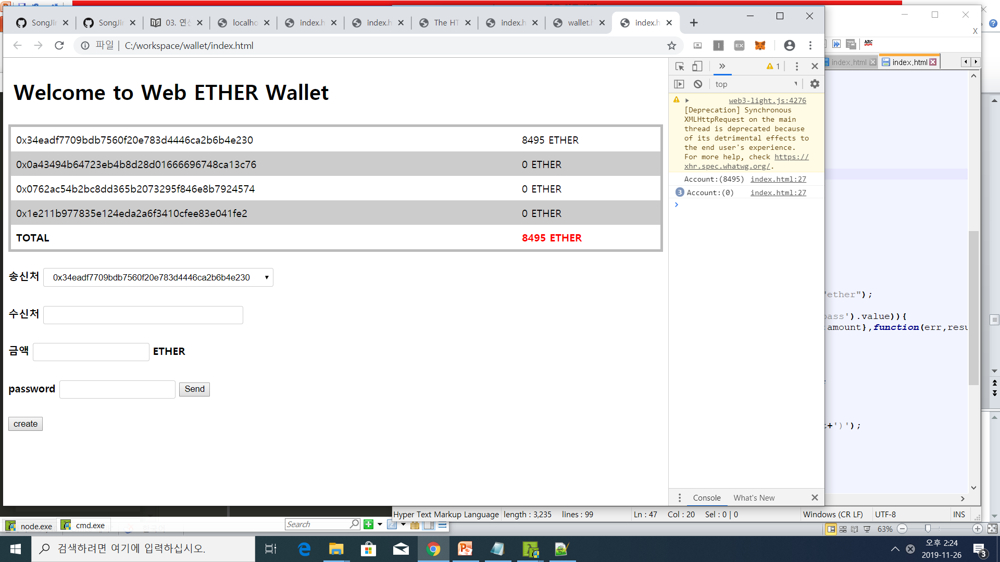 SongJin
SongJin
03. 연산
localho
index.h
index.h
The HT
index.h
wallet.h
index.h
파일 | C:/workspace/wallet/index.html
Welcome to Web ETHER Wallet
0x34eadf7709bdb7560f20e783d4446ca2b6b4e230 8495 ETHER
0x0a43494b64723eb4b8d28d01666696748ca13c76 0 ETHER
0x0762ac54b2bc8dd365b2073295f846e8b7924574 0 ETHER
0x1e211b977835e124eda2a6f3410cfee83e041fe2 0 ETHER
TOTAL 8495 ETHER
송신처 0x34eadf7709bdb7560f20e783d4446ca2b6b4e230
수신처
금액 ETHER
password Send
create
1
top
web3-light.js:4276
[Deprecation] Synchronous
XMLHttpRequest on the main
thread is deprecated because
of its detrimental effects to
the end user's experience.
For more help, check https://
xhr.spec.whatwg.org/.
Account:(8495) index.html:27
3 Account:(0) index.html:27
Console What's New
X
ABC
index.html index.html
"ether");
pass').value)){
:amount},function(err,resu
t+')');
Hyper Text Markup Language length : 3,235 lines : 99 Ln : 47 Col : 20 Sel : 0 | 0 Windows (CR LF) UTF-8 INS
node.exe cmd.exe Search
63%
검색하려면 여기에 입력하십시오.
오후 2:24
2019-11-26
3